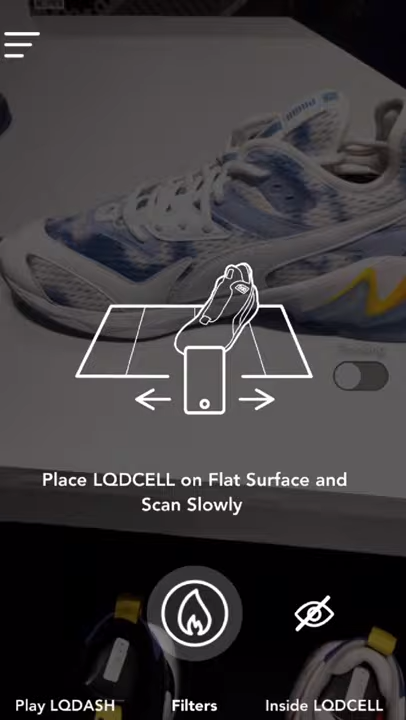 Place LQDCELL on Flat Surface and
Scan Slowly
Play LQDASH
Filters
Inside LQDCELL